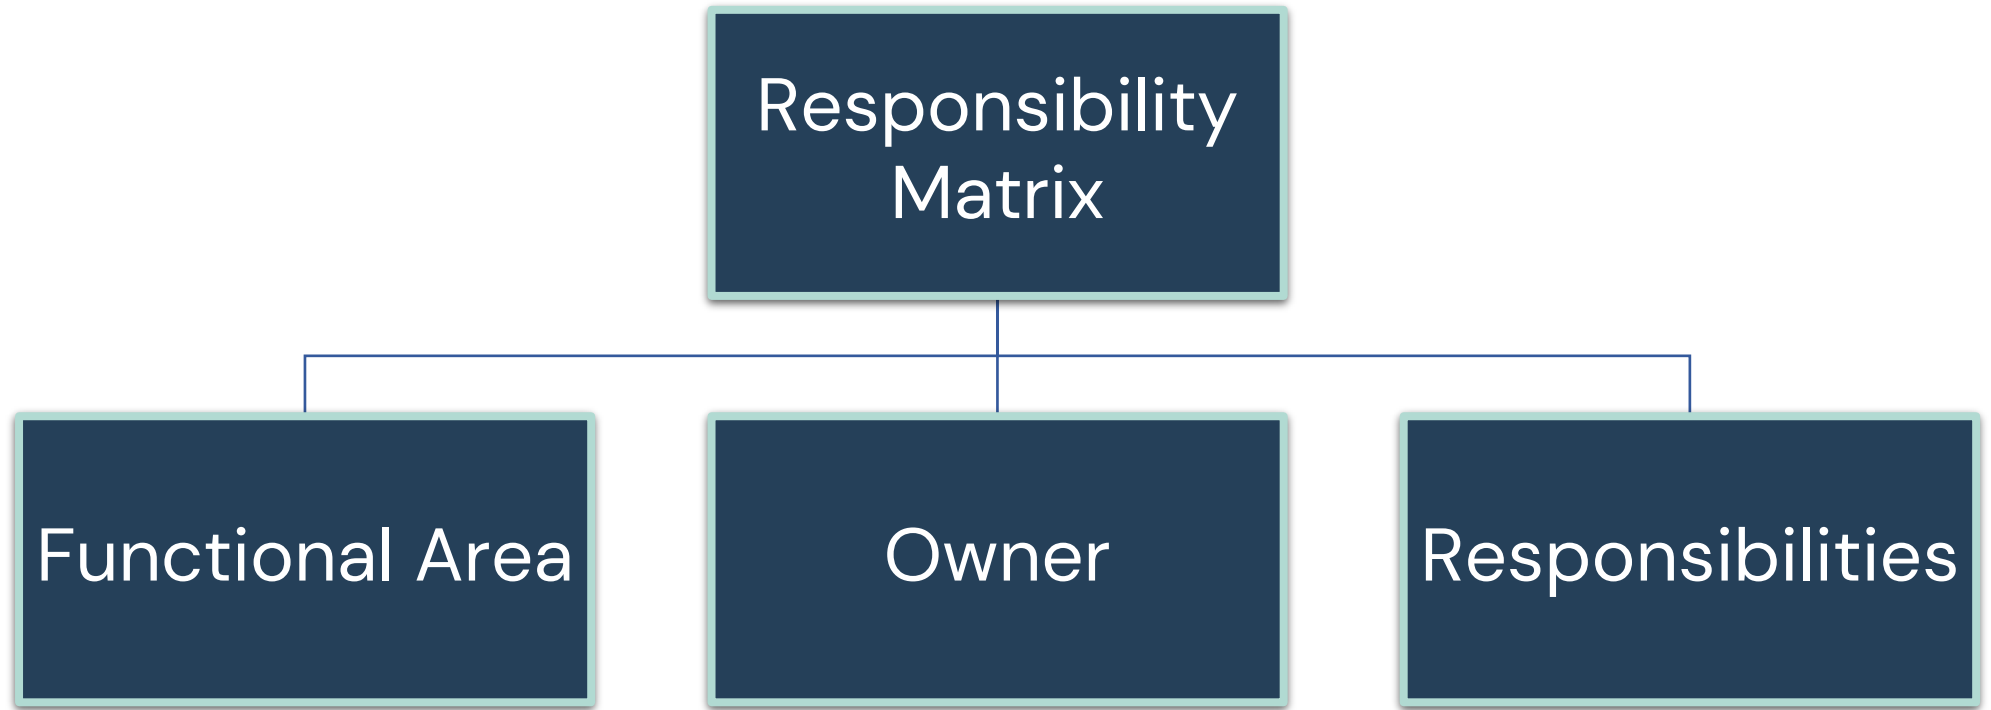 Responsibility
Matrix
Functional Area
Owner
Responsibilities